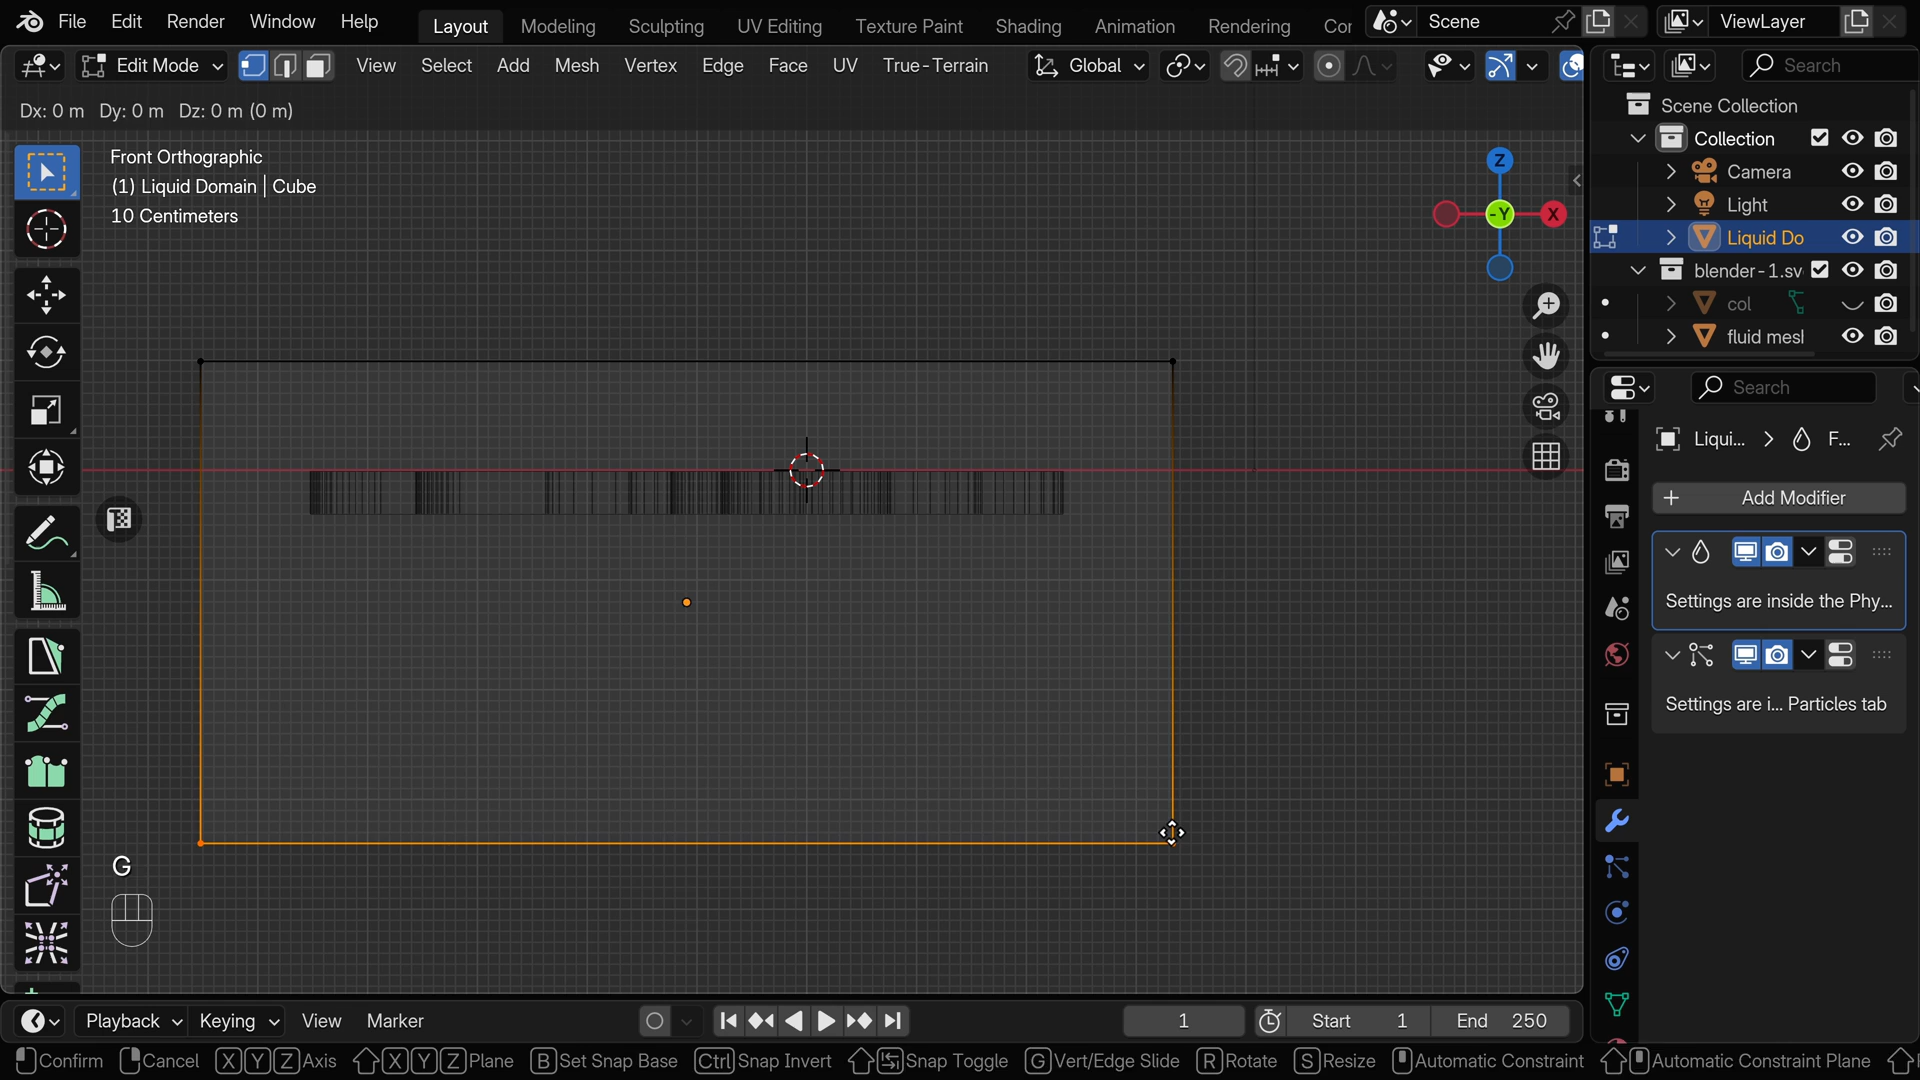 File Edit Render Window Help Layout Modeling Sculpting UV Editing Texture Paint Shading Animation Rendering Cor Scene ViewLayer
Edit Mode View Select Add Mesh Vertex Edge Face UV True-Terrain Global Search
Dx: 0 m Dy: 0 m Dz: 0 m (0 m)
Front Orthographic
(1) Liquid Domain | Cube
10 Centimeters
Z
-Y
X
Scene Collection
Collection
Camera
Light
Liquid Do
blender-1.sv
col
fluid mesl
Search
Liqui... > F...
+ Add Modifier
Settings are inside the Phy...
Settings are i... Particles tab
G
Playback Keying View Marker 1 Start 1 End 250
Confirm Cancel X Y Z Axis X Y Z Plane B Set Snap Base Ctrl Snap Invert Snap Toggle G Vert/Edge Slide R Rotate S Resize Automatic Constraint Automatic Constraint Plane